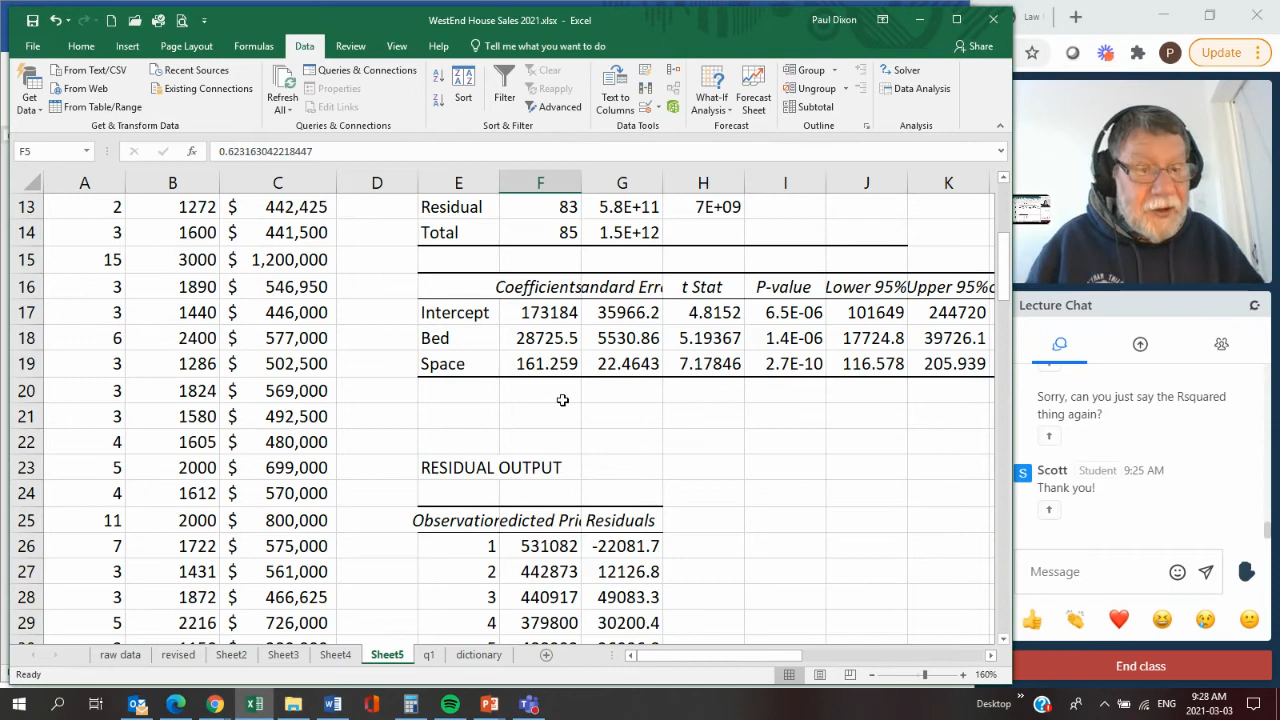 WestEnd House Sales 2021.xlsx - Excel
Paul Dixon
Law
File Home Insert Page Layout Formulas Data Review View Help Tell me what you want to do Share
P Update
Get Data
From Text/CSV
From Web
From Table/Range
Recent Sources
Existing Connections
Refresh All
Queries & Connections
Properties
Edit Links
Sort
Filter
Clear
Reapply
Advanced
Text to Columns
What-If Analysis
Forecast Sheet
Group
Ungroup
Subtotal
Solver
Data Analysis
Get & Transform Data Queries & Connections Sort & Filter Data Tools Forecast Outline Analysis
F5 fx 0.623163042218447
A B C D E F G H I J K
13 2 1272 $ 442,425 Residual 83 5.8E+11 7E+09
14 3 1600 $ 441,500 Total 85 1.5E+12
15 15 3000 $ 1,200,000
16 3 1890 $ 546,950 Coefficients andard Erro t Stat P-value Lower 95% Upper 95%
17 3 1440 $ 446,000 Intercept 173184 35966.2 4.8152 6.5E-06 101649 244720
18 6 2400 $ 577,000 Bed 28725.5 5530.86 5.19367 1.4E-06 17724.8 39726.1
19 3 1286 $ 502,500 Space 161.259 22.4643 7.17846 2.7E-10 116.578 205.939
20 3 1824 $ 569,000
21 3 1580 $ 492,500
22 4 1605 $ 480,000
23 5 2000 $ 699,000 RESIDUAL OUTPUT
24 4 1612 $ 570,000
25 11 2000 $ 800,000 Observation redicted Pri Residuals
26 7 1722 $ 575,000 1 531082 -22081.7
27 3 1431 $ 561,000 2 442873 12126.8
28 3 1872 $ 466,625 3 440917 49083.3
29 5 2216 $ 726,000 4 379800 30200.4
raw data revised Sheet2 Sheet3 Sheet4 Sheet5 q1 dictionary
Ready 160%
Lecture Chat
Sorry, can you just say the Rsquared
thing again?
S Scott Student 9:25 AM
Thank you!
Message
End class
Desktop ENG 9:28 AM
2021-03-03